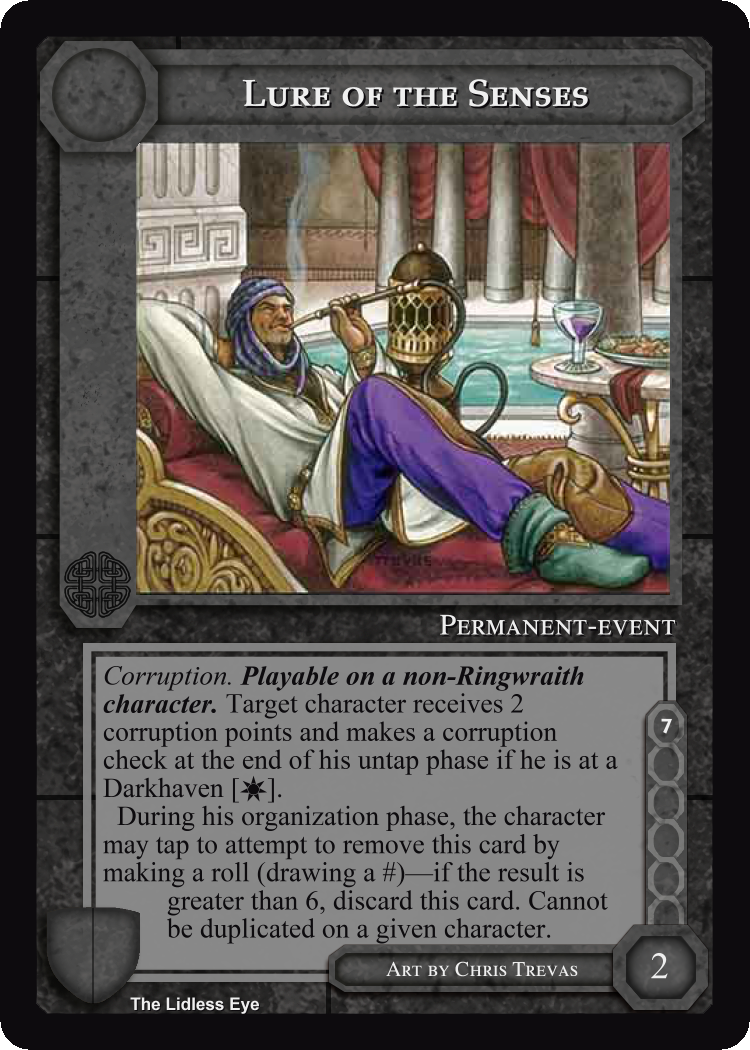 Lure of the Senses
TREVAS
Permanent-event
Corruption. Playable on a non-Ringwraith
character. Target character receives 2
corruption points and makes a corruption
check at the end of his untap phase if he is at a
Darkhaven [✷].
During his organization phase, the character
may tap to attempt to remove this card by
making a roll (drawing a #)—if the result is
greater than 6, discard this card. Cannot
be duplicated on a given character.
7
Art by Chris Trevas
2
The Lidless Eye